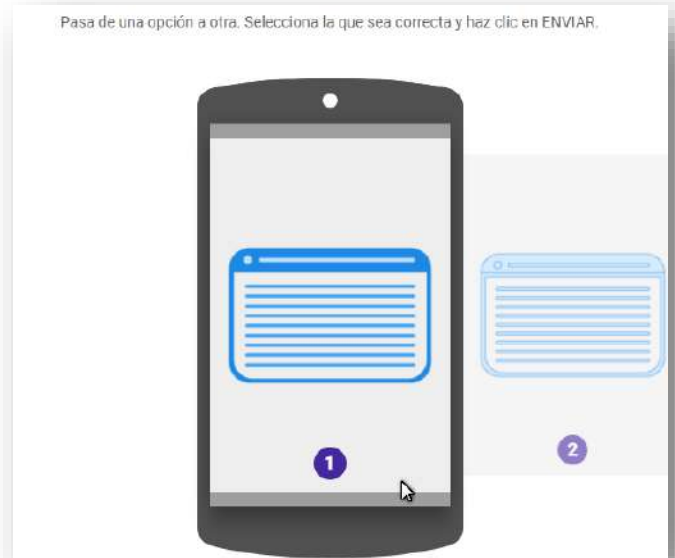 Pasa de una opción a otra. Selecciona la que sea correcta y haz clic en ENVIAR.
1
2